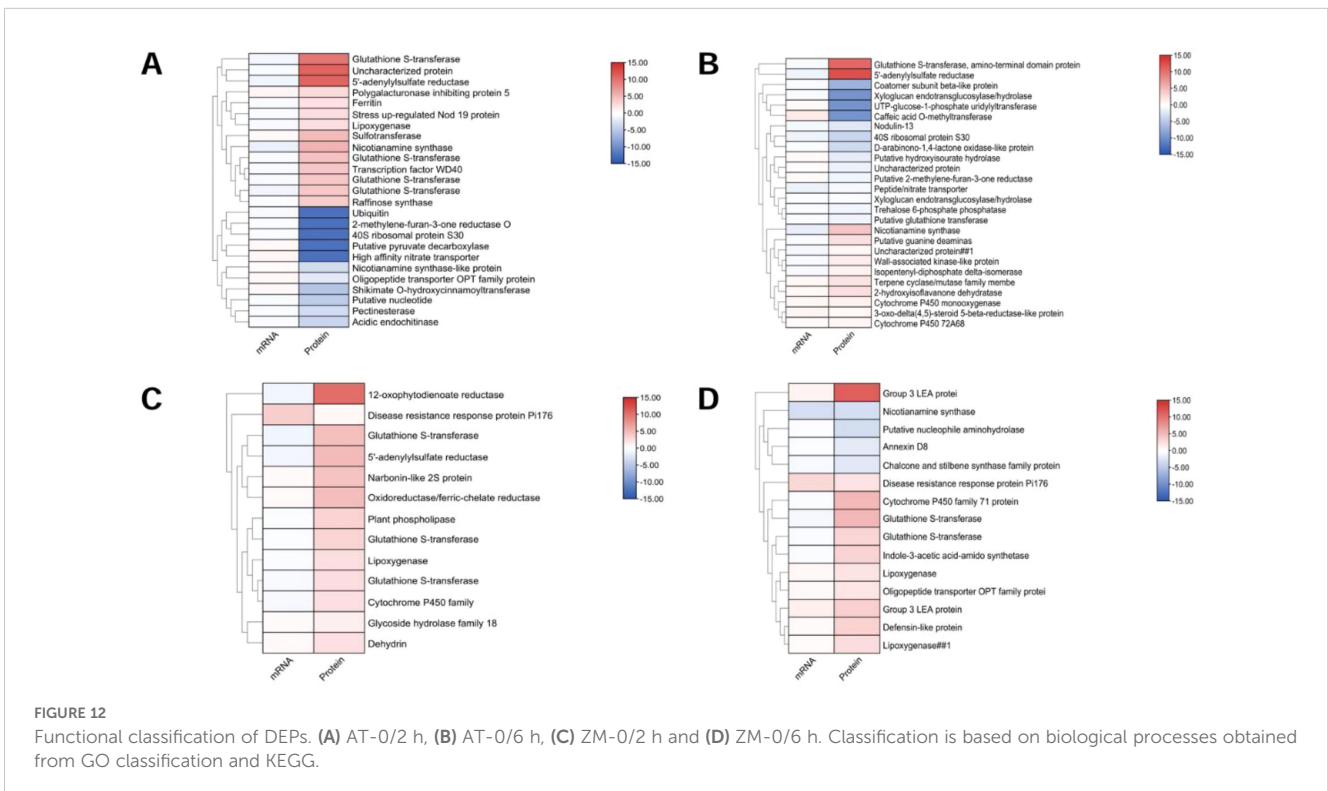 A
Glutathione S-transferase
Uncharacterized protein
5'-adenylylsulfate reductase
Polygalacturonase inhibiting protein 5
Ferritin
Stress up-regulated Nod 19 protein
Lipoxygenase
Sulfotransferase
Nicotianamine synthase
Glutathione S-transferase
Transcription factor WD40
Glutathione S-transferase
Glutathione S-transferase
Raffinose synthase
Ubiquitin
2-methylene-furan-3-one reductase O
40S ribosomal protein S30
Putative pyruvate decarboxylase
High affinity nitrate transporter
Nicotianamine synthase-like protein
Oligopeptide transporter OPT family protein
Shikimate O-hydroxycinnamoyltransferase
Putative nucleotide
Pectinesterase
Acidic endochitinase
mRNA
Protein
15.00
10.00
5.00
0.00
-5.00
-10.00
-15.00
B
Glutathione S-transferase, amino-terminal domain protein
5'-adenylylsulfate reductase
Coatomer subunit beta-like protein
Xyloglucan endotransglucosylase/hydrolase
UTP-glucose-1-phosphate uridylyltransferase
Caffeic acid O-methyltransferase
Nodulin-13
40S ribosomal protein S30
D-arabinono-1,4-lactone oxidase-like protein
Putative hydroxyisourate hydrolase
Uncharacterized protein
Putative 2-methylene-furan-3-one reductase
Peptide/nitrate transporter
Xyloglucan endotransglucosylase/hydrolase
Trehalose 6-phosphate phosphatase
Putative glutathione transferase
Nicotianamine synthase
Putative guanine deaminas
Uncharacterized protein##1
Wall-associated kinase-like protein
Isopentenyl-diphosphate delta-isomerase
Terpene cyclase/mutase family membe
2-hydroxyisoflavanone dehydratase
Cytochrome P450 monooxygenase
3-oxo-delta(4,5)-steroid 5-beta-reductase-like protein
Cytochrome P450 72A68
mRNA
Protein
15.00
10.00
5.00
0.00
-5.00
-10.00
-15.00
C
12-oxophytodienoate reductase
Disease resistance response protein Pi176
Glutathione S-transferase
5'-adenylylsulfate reductase
Narbonin-like 2S protein
Oxidoreductase/ferric-chelate reductase
Plant phospholipase
Glutathione S-transferase
Lipoxygenase
Glutathione S-transferase
Cytochrome P450 family
Glycoside hydrolase family 18
Dehydrin
mRNA
Protein
15.00
10.00
5.00
0.00
-5.00
-10.00
-15.00
D
Group 3 LEA protei
Nicotianamine synthase
Putative nucleophile aminohydrolase
Annexin D8
Chalcone and stilbene synthase family protein
Disease resistance response protein Pi176
Cytochrome P450 family 71 protein
Glutathione S-transferase
Glutathione S-transferase
Indole-3-acetic acid-amido synthetase
Lipoxygenase
Oligopeptide transporter OPT family protei
Group 3 LEA protein
Defensin-like protein
Lipoxygenase##1
mRNA
Protein
15.00
10.00
5.00
0.00
-5.00
-10.00
-15.00
FIGURE 12
Functional classification of DEPs. (A) AT-0/2 h, (B) AT-0/6 h, (C) ZM-0/2 h and (D) ZM-0/6 h. Classification is based on biological processes obtained
from GO classification and KEGG.